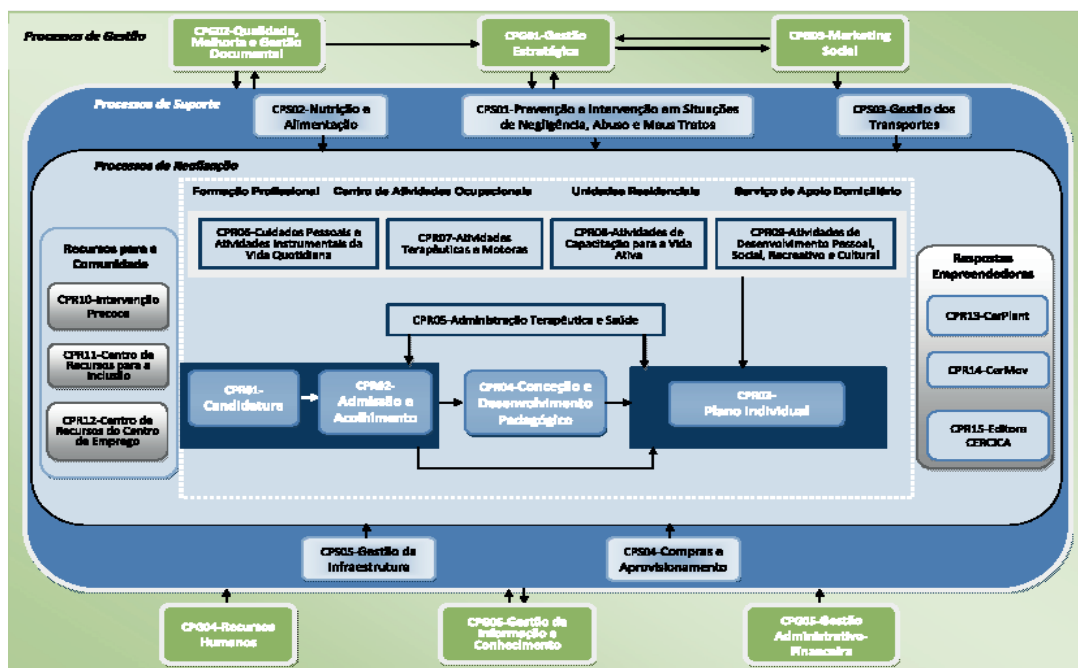 Processos de Gestão
CPG02-Qualidade,
Melhoria e Gestão
Documental
CPG01-Gestão
Estratégica
CPG03-Marketing
Social
Processos de Suporte
CPS02-Nutrição e
Alimentação
CPS01-Prevenção e Intervenção em Situações
de Negligência, Abuso e Maus Tratos
CPS03-Gestão dos
Transportes
Processos de Realização
Formação Profissional
Centro de Atividades Ocupacionais
Unidades Residenciais
Serviço de Apoio Domiciliário
CPR06-Cuidados Pessoais e
Atividades Instrumentais da
Vida Quotidiana
CPR07-Atividades
Terapêuticas e Motoras
CPR08-Atividades de
Capacitação para a Vida
Ativa
CPR09-Atividades de
Desenvolvimento Pessoal,
Social, Recreativo e Cultural
Recursos para a
Comunidade
CPR10-Intervenção
Precoce
CPR11-Centro de
Recursos para a
Inclusão
CPR12-Centro de
Recursos do Centro
de Emprego
CPR05-Administração Terapêutica e Saúde
CPR01-
Candidatura
CPR02-
Admissão e
Acolhimento
CPR04-Conceção e
Desenvolvimento
Pedagógico
CPR03-
Plano Individual
Respostas
Empreendedoras
CPR13-CerPlant
CPR14-CerMov
CPR15-Editora
CERCICA
CPS05-Gestão da
Infraestrutura
CPS04-Compras e
Aprovisionamento
CPG04-Recursos
Humanos
CPG06-Gestão da
Informação e
Conhecimento
CPG05-Gestão
Administrativo-
Financeira